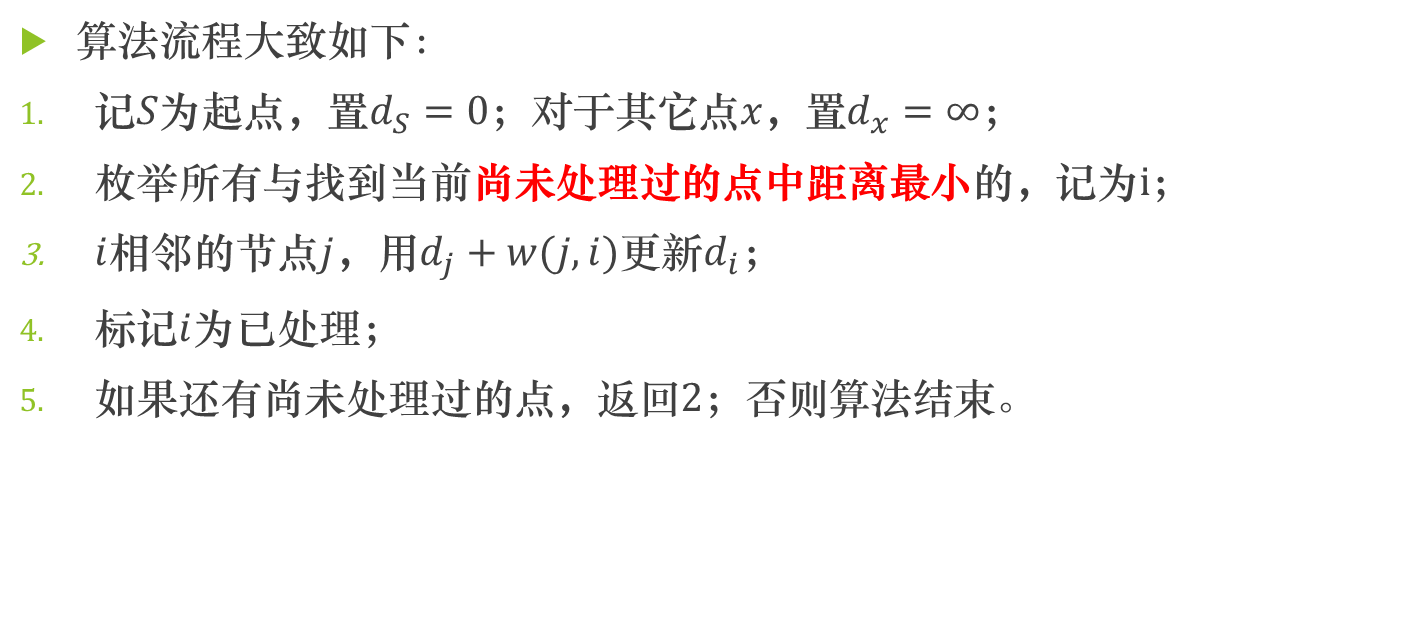 算法流程大致如下：
1. 记S为起点，置d_S = 0；对于其它点x，置d_x = ∞；
2. 枚举所有与找到当前尚未处理过的点中距离最小的，记为i；
3. i相邻的节点j，用d_j + w(j, i)更新d_i；
4. 标记i为已处理；
5. 如果还有尚未处理过的点，返回2；否则算法结束。